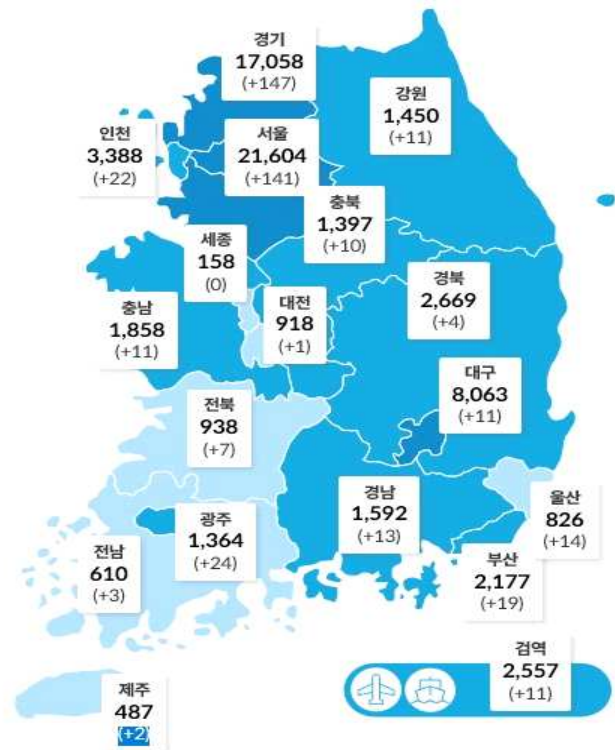 경기
17,058
(+147)
강원
1,450
(+11)
인천
3,388
(+22)
서울
21,604
(+141)
충북
1,397
(+10)
세종
158
(0)
경북
2,669
(+4)
대전
918
(+1)
충남
1,858
(+11)
대구
8,063
(+11)
전북
938
(+7)
경남
1,592
(+13)
울산
826
(+14)
광주
1,364
(+24)
전남
610
(+3)
부산
2,177
(+19)
검역
2,557
(+11)
제주
487
(+2)